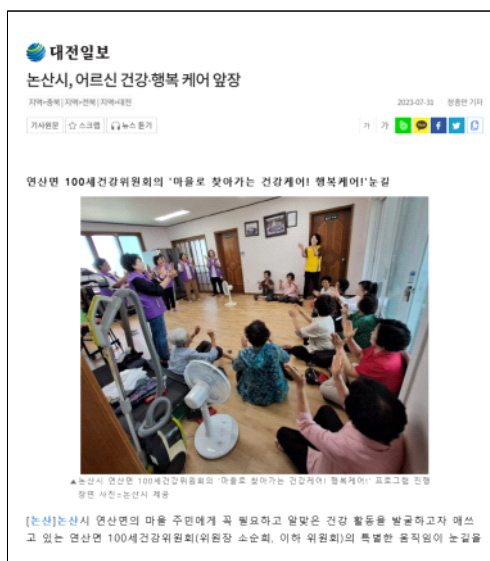 대전일보
논산시, 어르신 건강·행복 케어 앞장
지역>충북 | 지역>전북 | 지역>대전
2023-07-31 정종만 기자
기사원문 스크랩 뉴스 듣기
가 가
연산면 100세건강위원회의 '마을로 찾아가는 건강케어! 행복케어!'눈길
▲논산시 연산면 100세건강위원회의 '마을로 찾아가는 건강케어! 행복케어!' 프로그램 진행
장면 사진=논산시 제공
[논산]논산시 연산면의 마을 주민에게 꼭 필요하고 알맞은 건강 활동을 발굴하고자 애쓰
고 있는 연산면 100세건강위원회(위원장 소순희, 이하 위원회)의 특별한 움직임이 눈길을